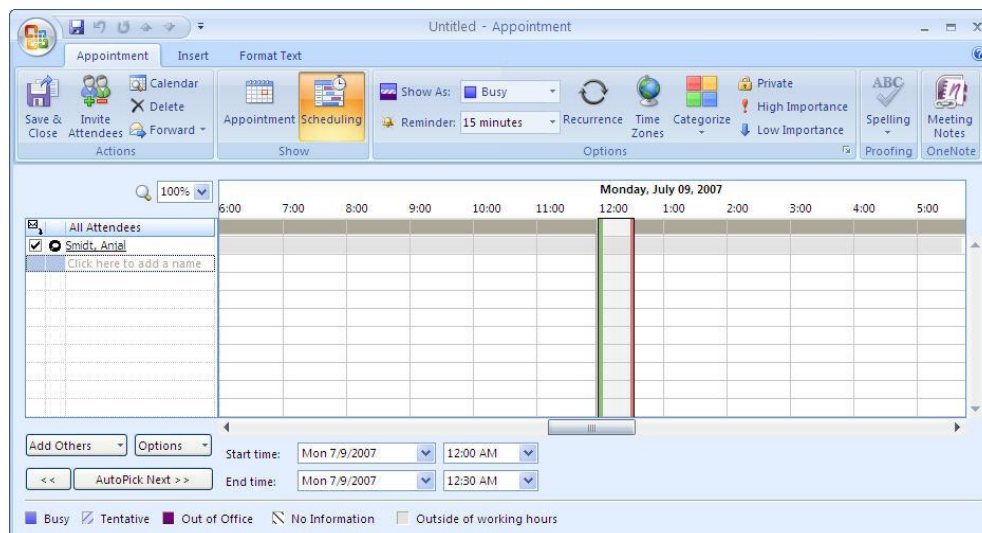 Untitled - Appointment
Appointment Insert Format Text
Save & Close
Invite Attendees
Calendar
Delete
Forward
Actions
Appointment
Scheduling
Show
Show As: Busy
Reminder: 15 minutes
Recurrence
Time Zones
Categorize
Private
High Importance
Low Importance
Options
ABC
Spelling
Proofing
Meeting Notes
OneNote
100%
Monday, July 09, 2007
6:00 7:00 8:00 9:00 10:00 11:00 12:00 1:00 2:00 3:00 4:00 5:00
All Attendees
Smidt, Anjal
Click here to add a name
Add Others Options
<< AutoPick Next >>
Start time: Mon 7/9/2007 12:00 AM
End time: Mon 7/9/2007 12:30 AM
Busy Tentative Out of Office No Information Outside of working hours